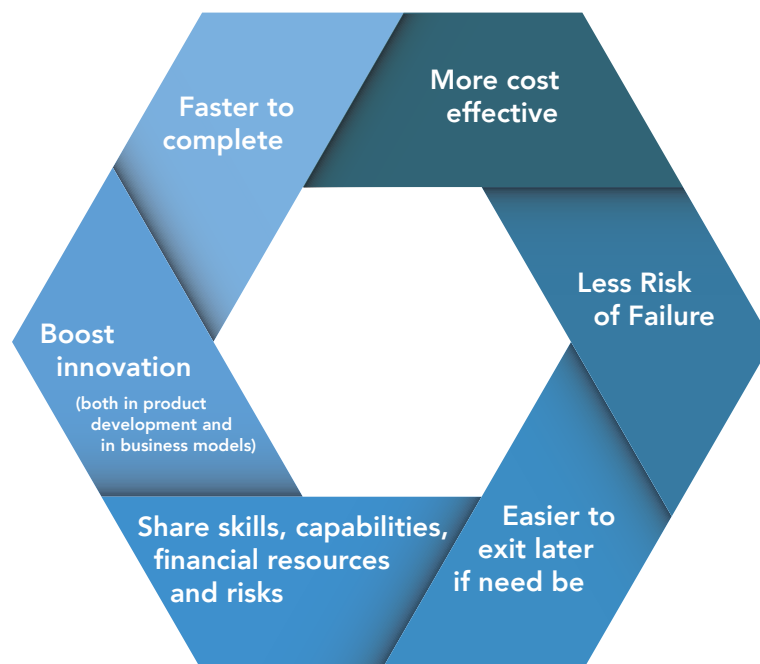 Faster to
complete
More cost
effective
Less Risk
of Failure
Easier to
exit later
if need be
Share skills, capabilities,
financial resources
and risks
Boost
innovation
(both in product
development and
in business models)